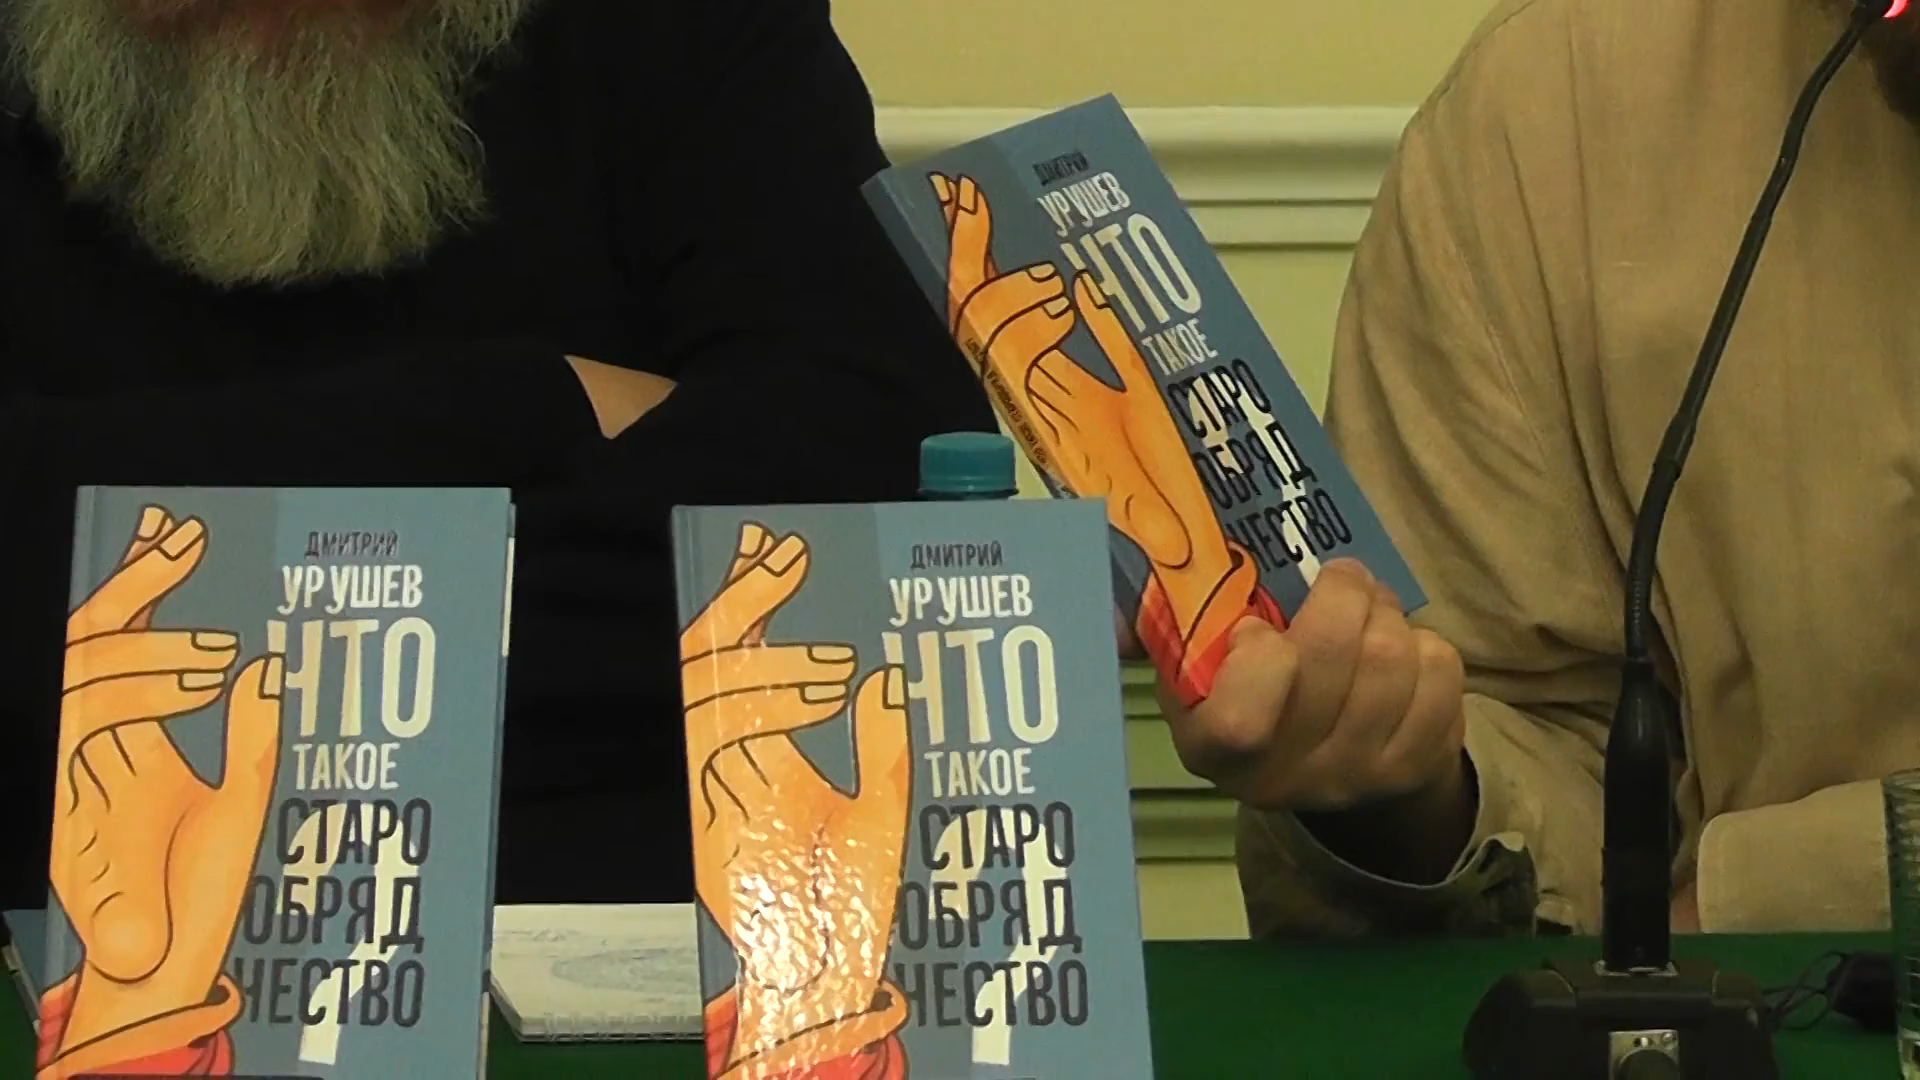 ДМИТРИЙ
УРУШЕВ
ЧТО
ТАКОЕ
СТАРО
ОБРЯД
ЧЕСТВО
?
ДМИТРИЙ
УРУШЕВ
ЧТО
ТАКОЕ
СТАРО
ОБРЯД
ЧЕСТВО
?
ДМИТРИЙ
УРУШЕВ
ЧТО
ТАКОЕ
СТАРО
ОБРЯД
ЧЕСТВО
?